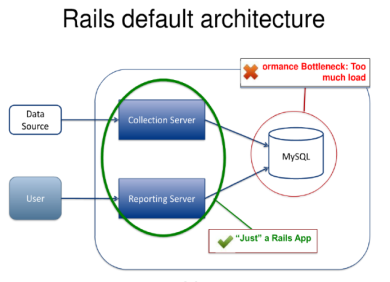 Rails default architecture
ormance Bottleneck: Too
much load
Data
Source
Collection Server
MySQL
User
Reporting Server
"Just" a Rails App